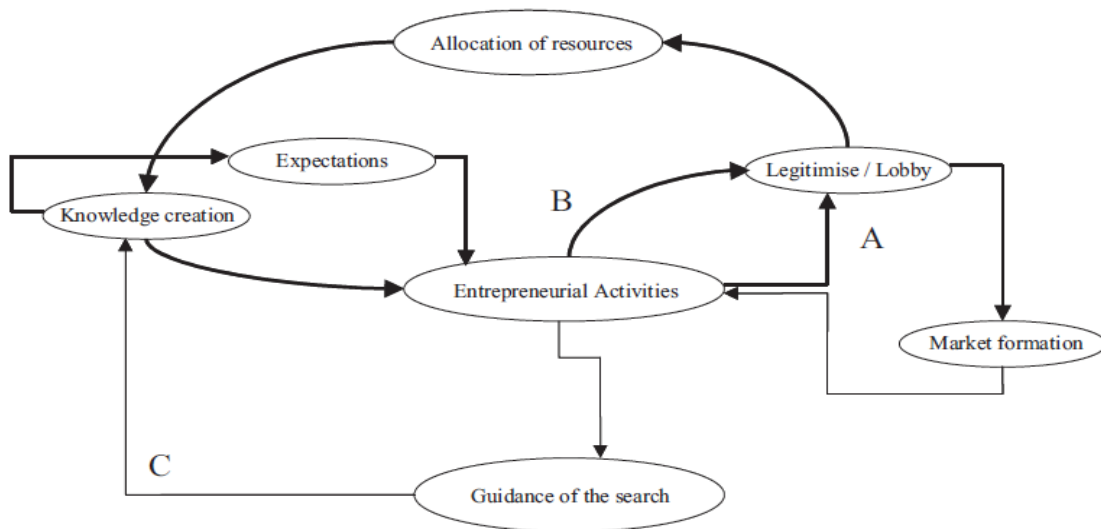 Allocation of resources
Expectations
Legitimise / Lobby
Knowledge creation
B
A
Entrepreneurial Activities
Market formation
C
Guidance of the search